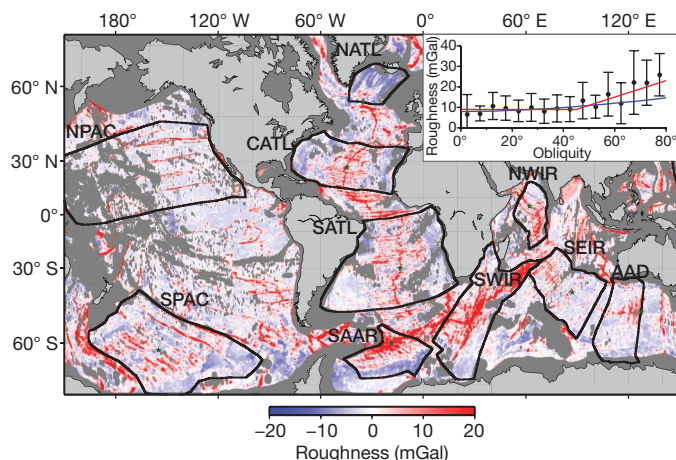 180° 120° W 60° W 0° 60° E 120° E
NATL
60° N
NPAC
CATL
30° N
NWIR
0°
SATL
SEIR
30° S
SWIR
AAD
SPAC
SAAR
60° S
Roughness (mGal)
40
30
20
10
0
0 20 40 60 80°
Obliquity
−20 −10 0 10 20
Roughness (mGal)